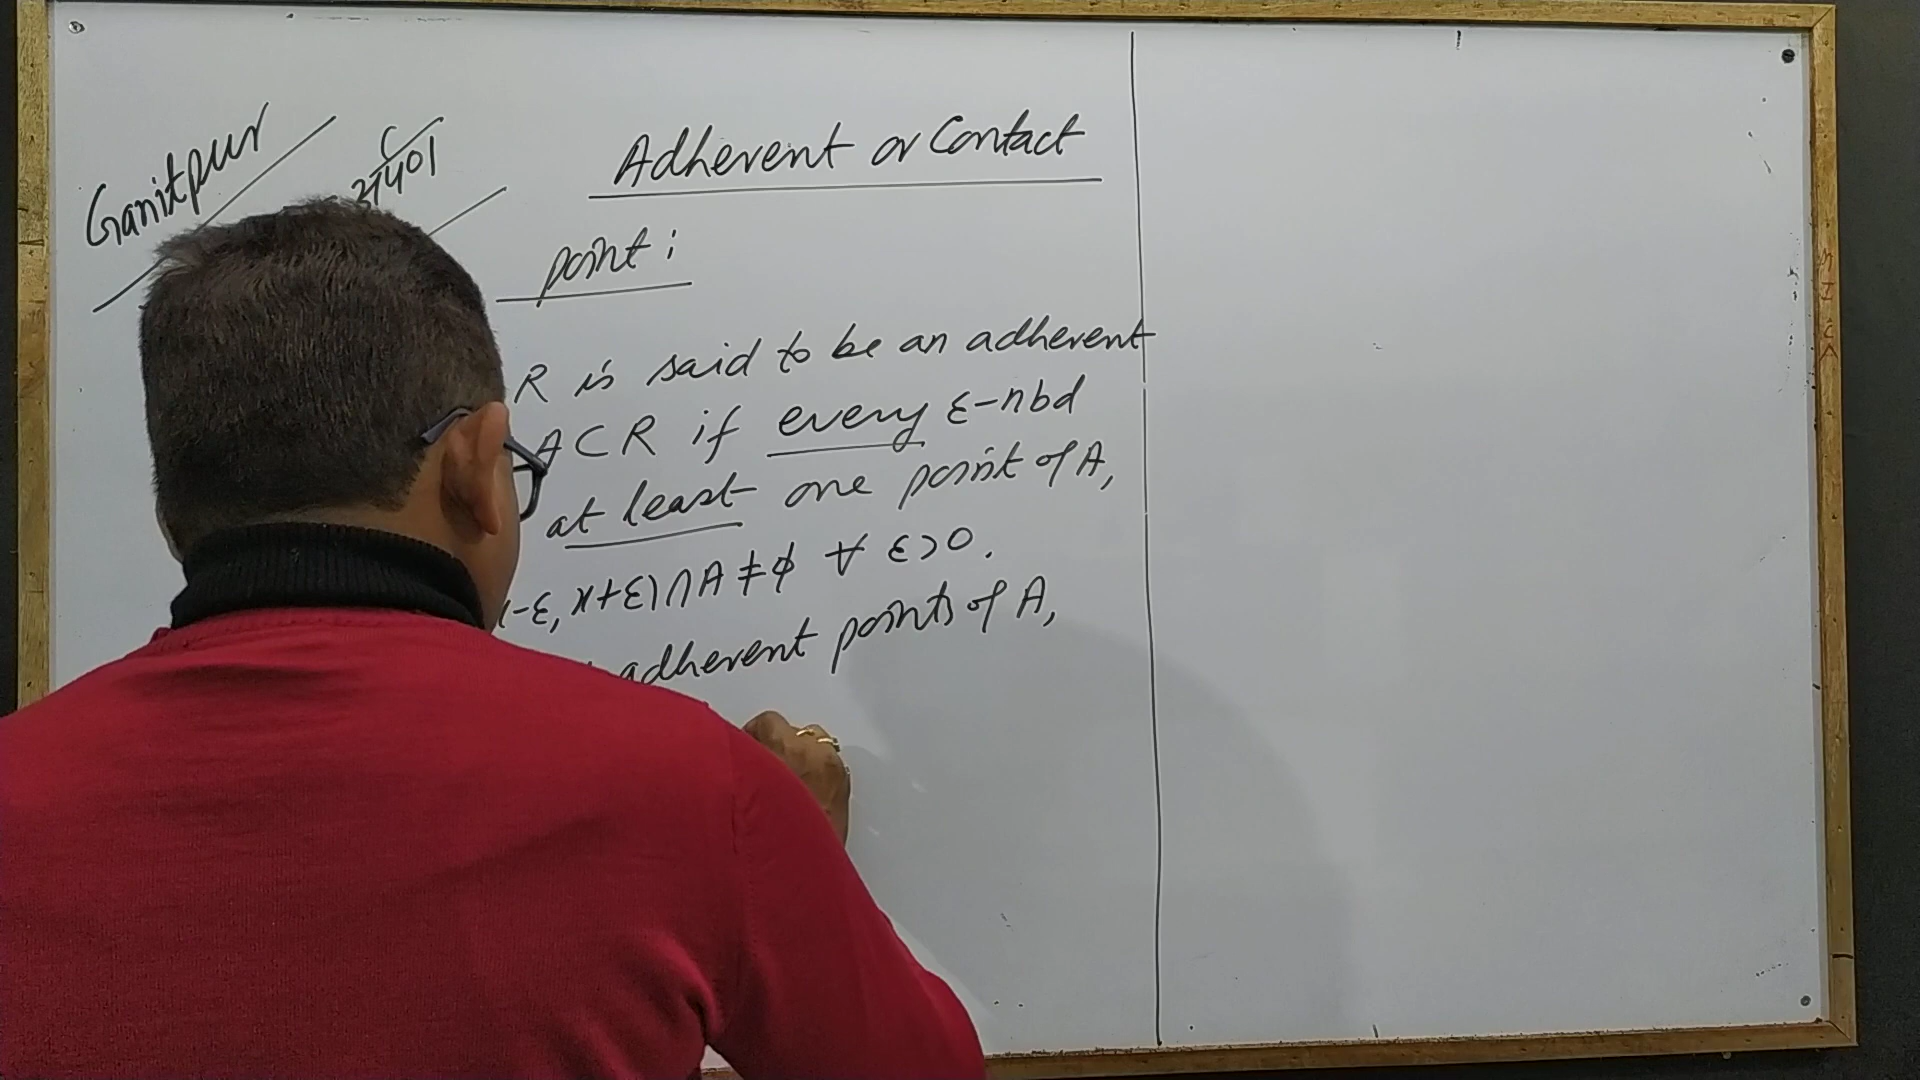 Ganitpur
C
27401
Adherent or Contact
point :
R is said to be an adherent
A ⊂ R if every ε-nbd
at least one point of A,
-ε, x+ε) ∩ A ≠ φ ∀ ε > 0.
adherent points of A,